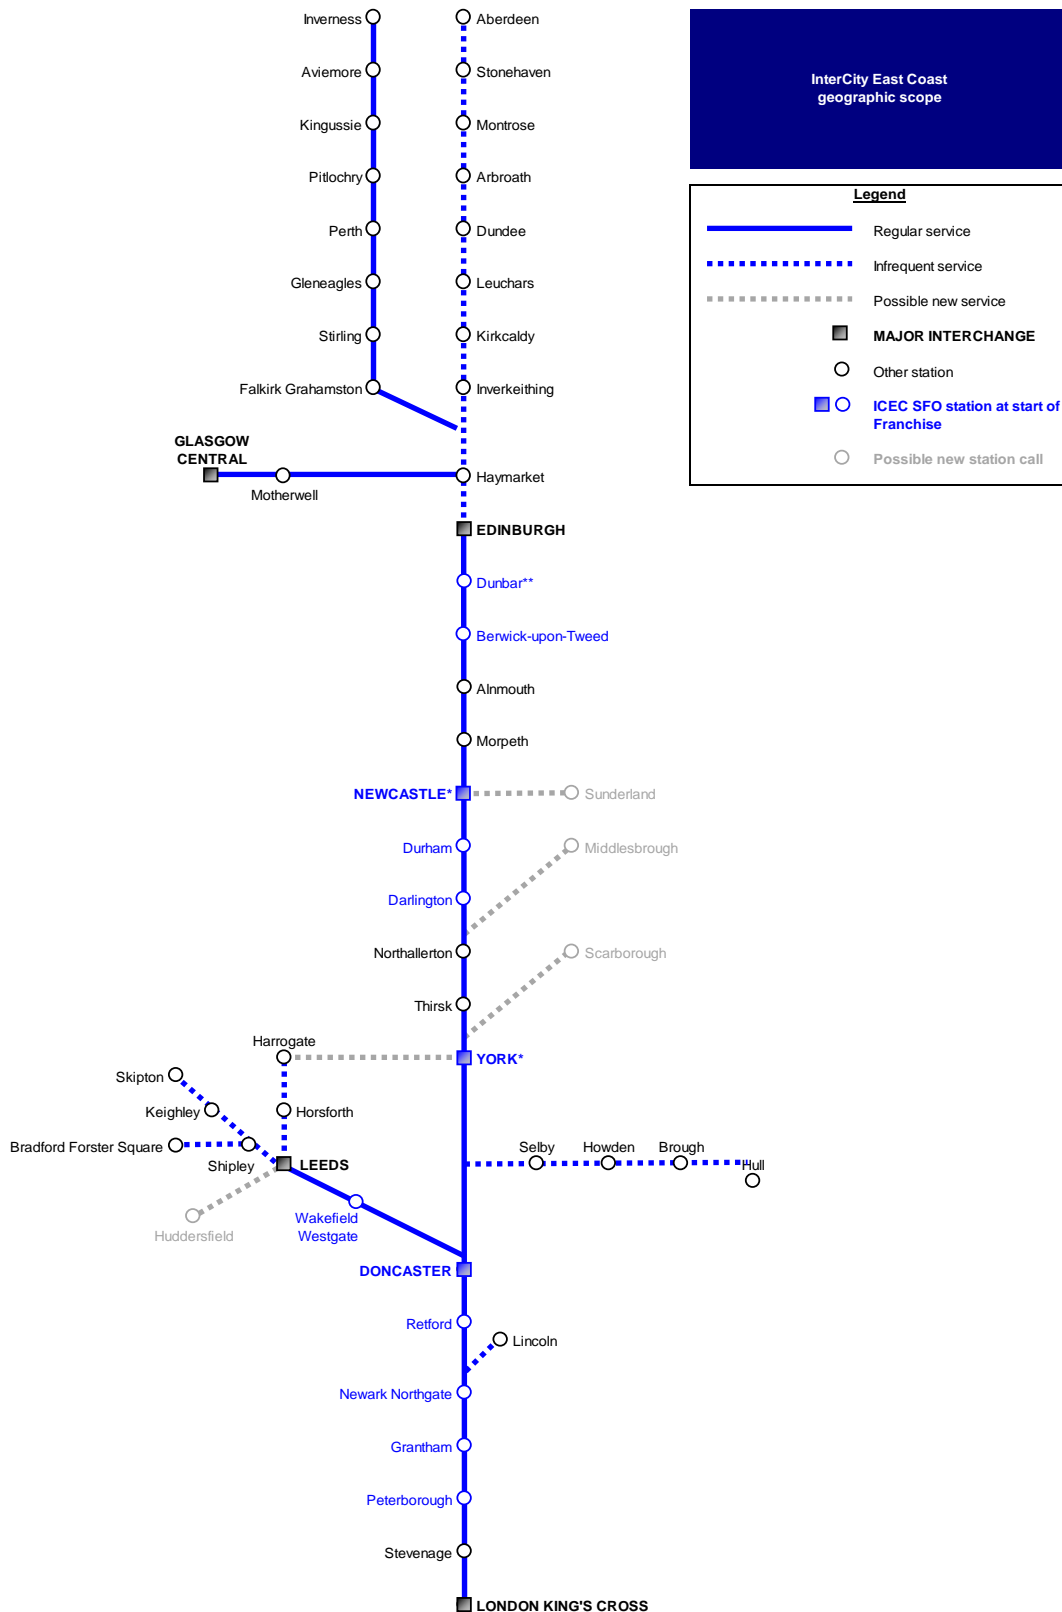 Inverness
Aberdeen
InterCity East Coast
geographic scope
Aviemore
Stonehaven
Kingussie
Montrose
Pitlochry
Arbroath
Legend
Perth
Dundee
Regular service
Infrequent service
Gleneagles
Leuchars
Possible new service
Stirling
Kirkcaldy
MAJOR INTERCHANGE
Other station
Falkirk Grahamston
Inverkeithing
ICEC SFO station at start of
Franchise
GLASGOW
CENTRAL
Possible new station call
Haymarket
Motherwell
EDINBURGH
Dunbar**
Berwick-upon-Tweed
Alnmouth
Morpeth
NEWCASTLE*
Sunderland
Durham
Middlesbrough
Darlington
Northallerton
Scarborough
Thirsk
Harrogate
YORK*
Skipton
Keighley
Horsforth
Bradford Forster Square
Shipley
LEEDS
Selby
Howden
Brough
Hull
Wakefield
Westgate
Huddersfield
DONCASTER
Retford
Lincoln
Newark Northgate
Grantham
Peterborough
Stevenage
LONDON KING'S CROSS